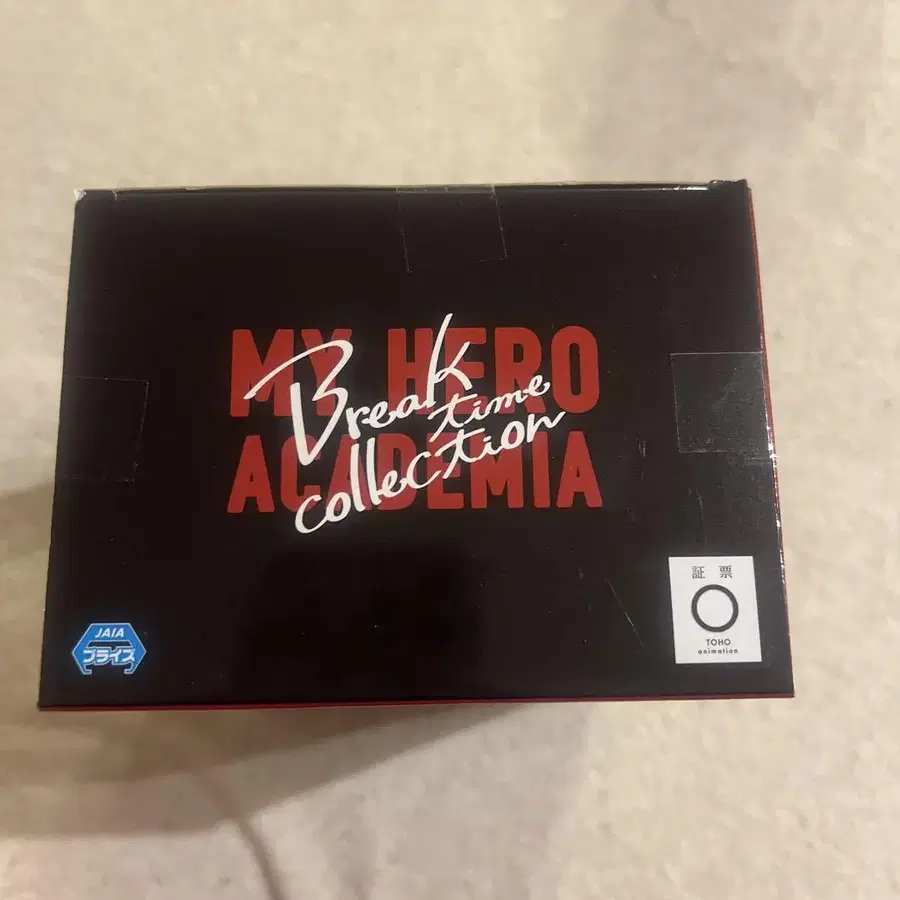 MY HERO
ACADEMIA
Break
time
collection
JAIA
プライズ
証票
TOHO
animation